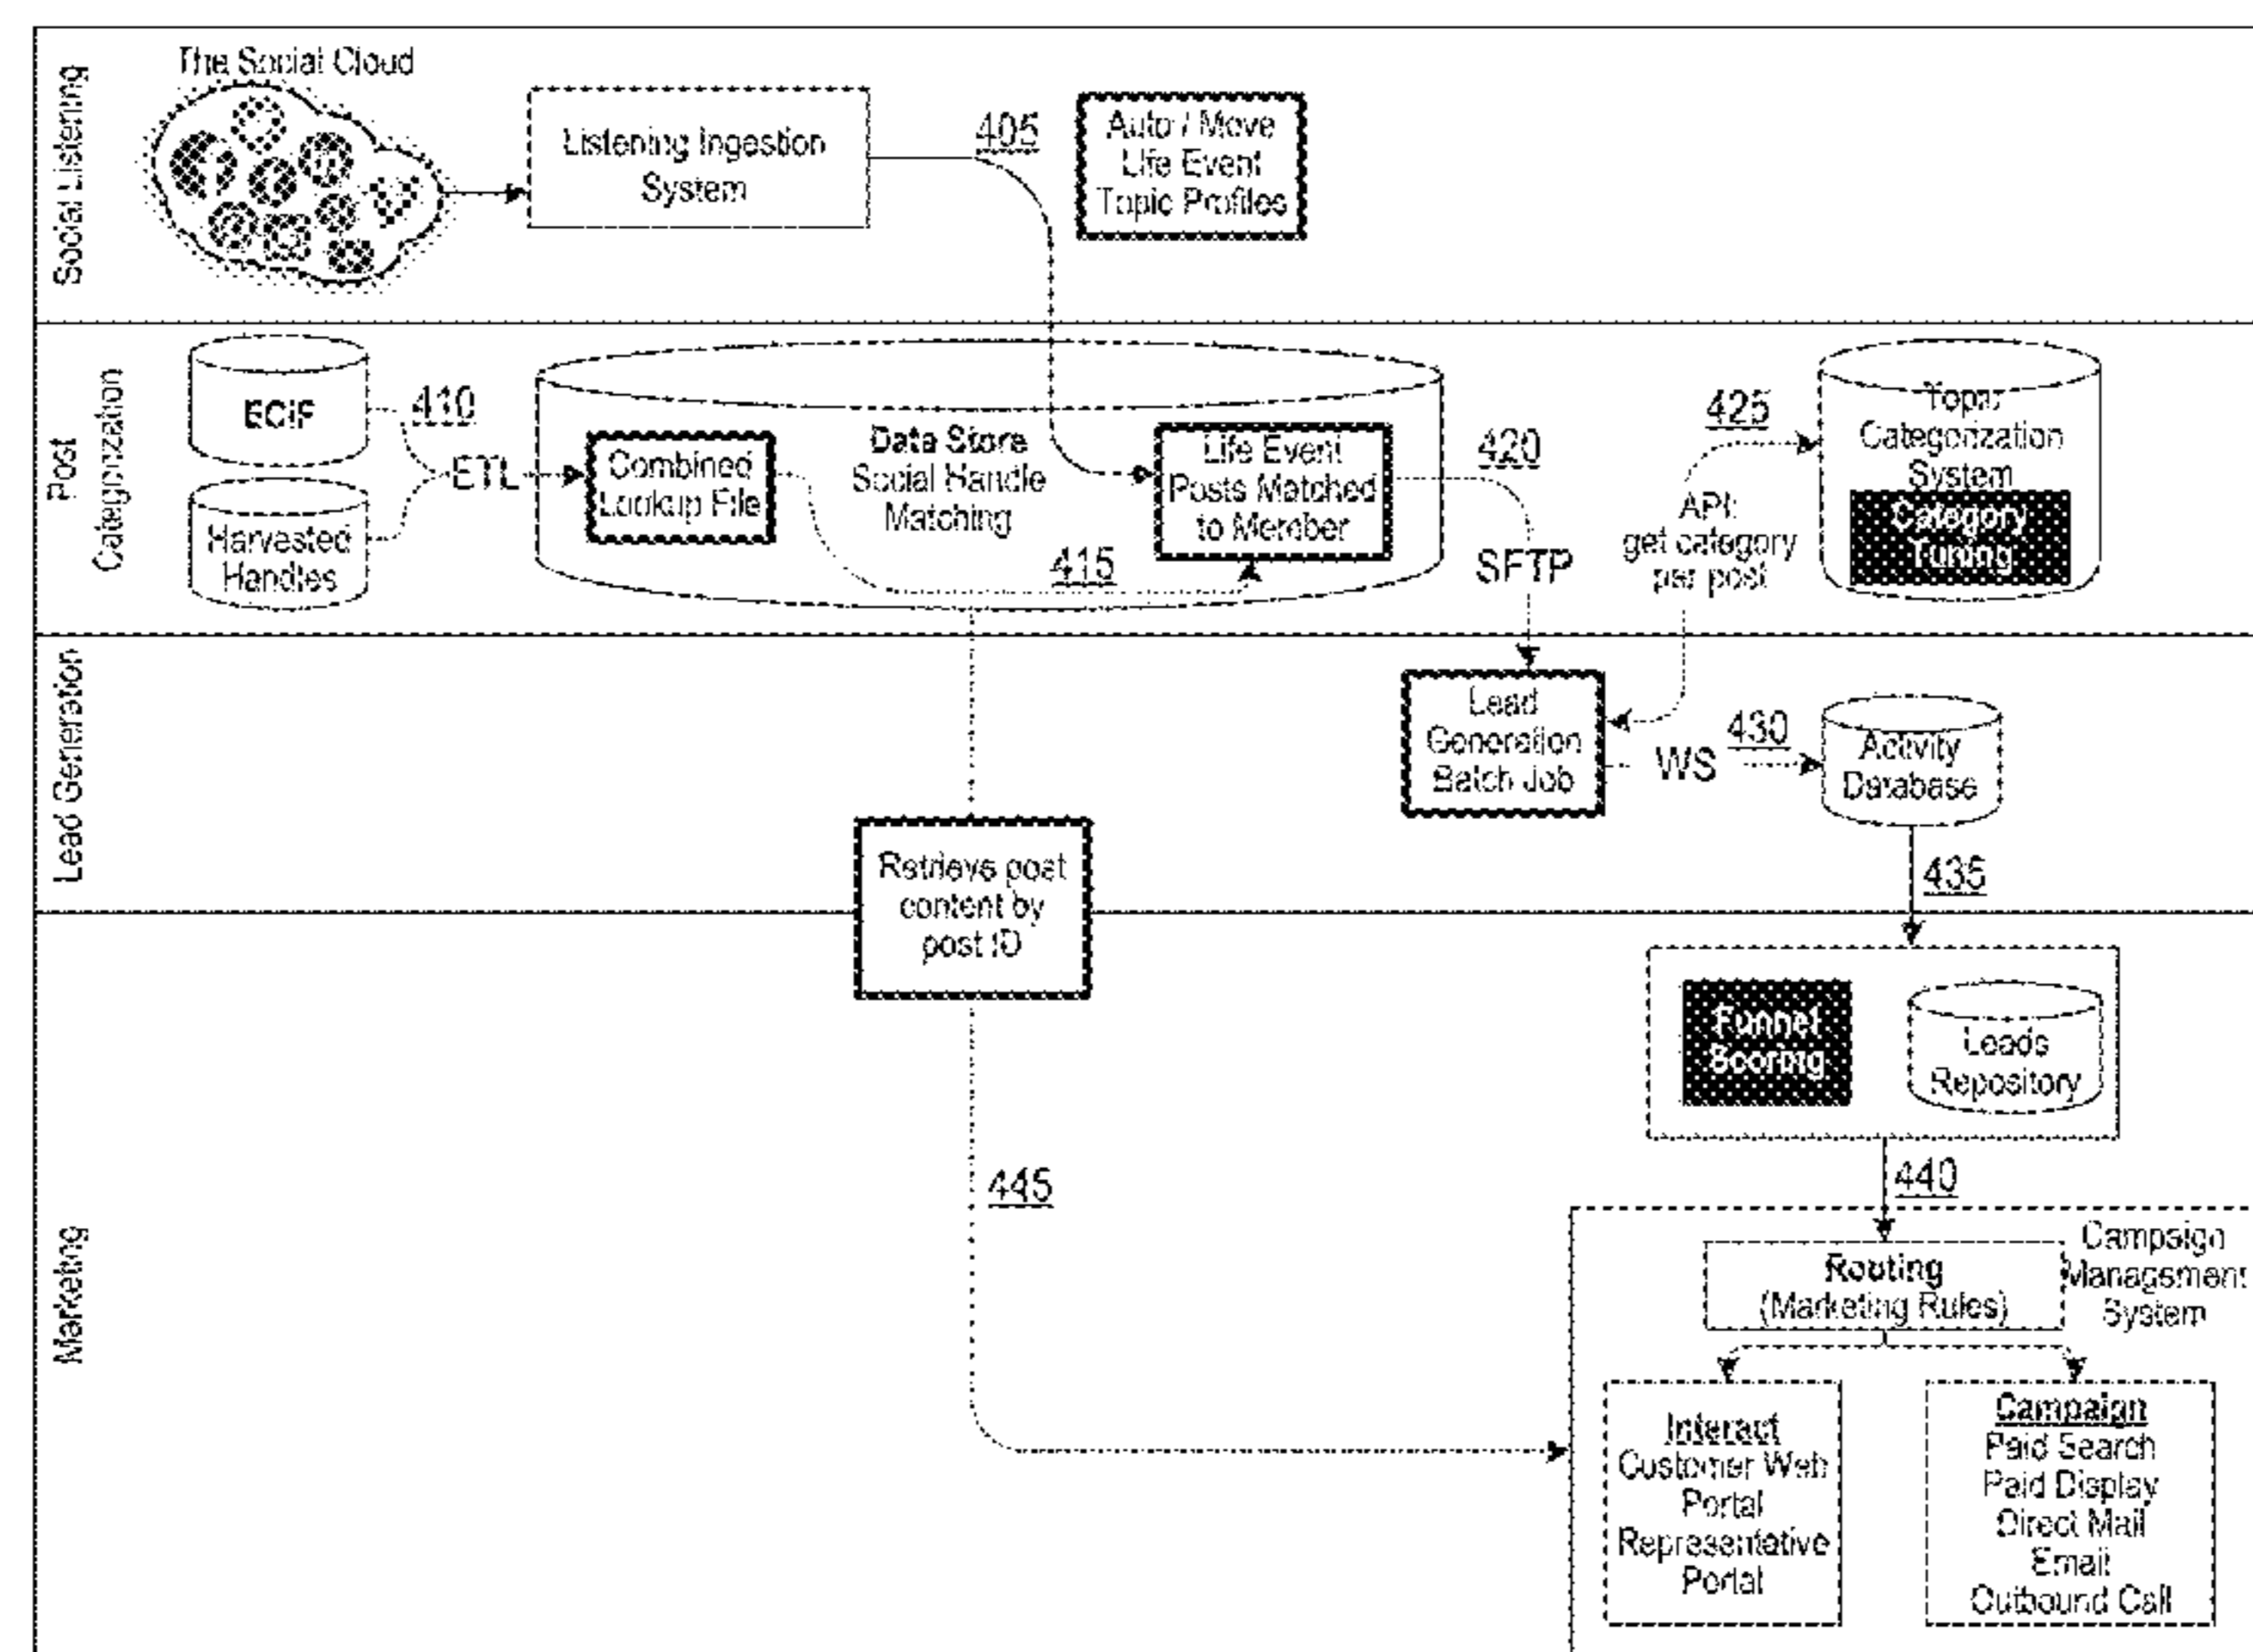 Social Listening
The Social Cloud
Listening Ingestion
System
405
Auto / Move
Life Event
Topic Profiles
Post
Categorization
ECIF
Harvested
Handles
410
ETL
Combined
Lookup File
Data Store
Social Handle
Matching
415
Life Event
Posts Matched
to Member
420
SFTP
425
API:
get category
per post
Topic
Categorization
System
Category
Tuning
Lead Generation
Lead
Generation
Batch Job
WS
430
Activity
Database
435
Retrieve post
content by
post ID
Marketing
Funnel
Scoring
Leads
Repository
440
445
Routing
(Marketing Rules)
Campaign
Management
System
Interact
Customer Web
Portal
Representative
Portal
Campaign
Paid Search
Paid Display
Direct Mail
Email
Outbound Call